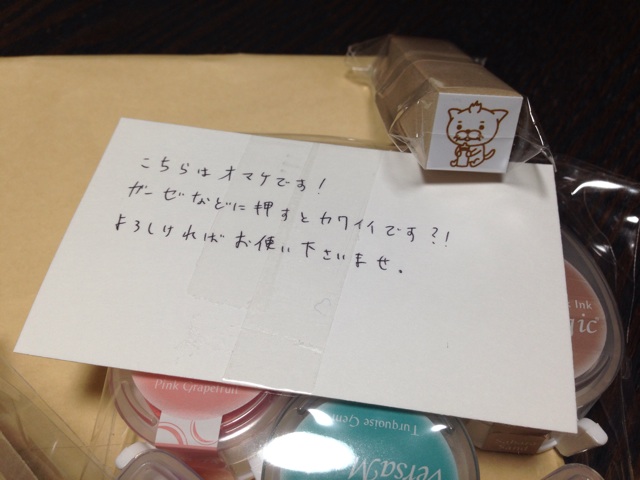 こちらはオマケです！
ガーゼなどに押すとカワイイです?!
よろしければお使い下さいませ。
Ink
gic
Pink Grapefruit
Turquoise Gem
Versa'M